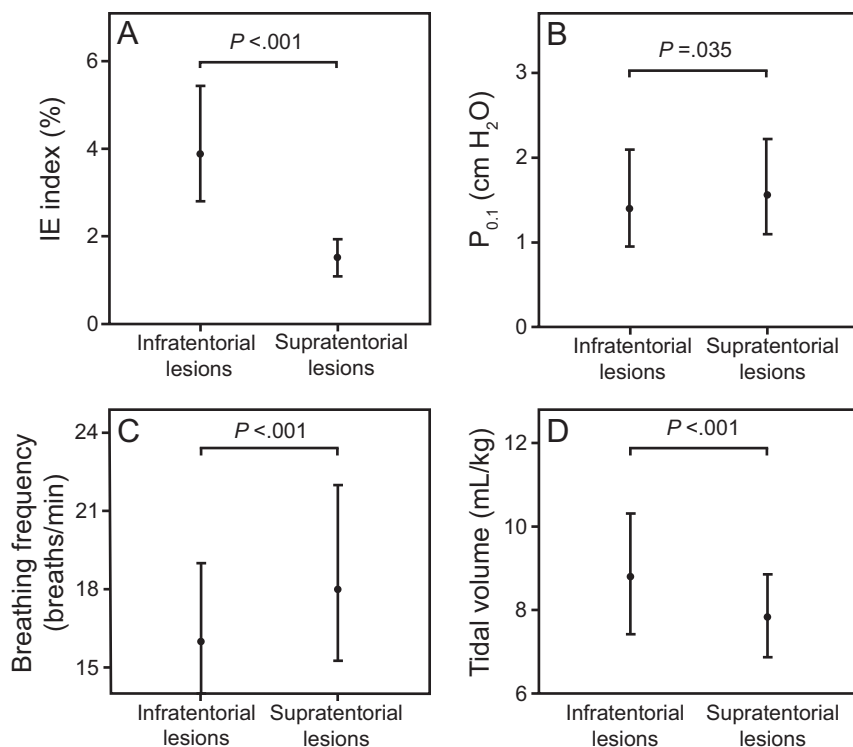 A
P <.001
IE index (%)
6
4
2
0
Infratentorial lesions
Supratentorial lesions
B
P =.035
P0.1 (cm H2O)
3
2
1
0
Infratentorial lesions
Supratentorial lesions
C
P <.001
Breathing frequency
(breaths/min)
24
21
18
15
Infratentorial lesions
Supratentorial lesions
D
P <.001
Tidal volume (mL/kg)
12
10
8
6
Infratentorial lesions
Supratentorial lesions